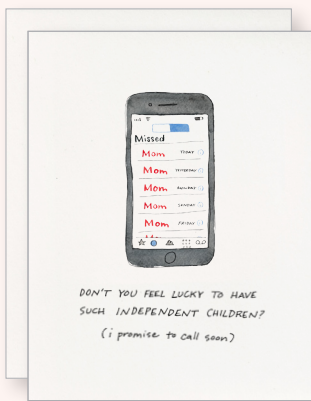 Missed
Mom TODAY
Mom YESTERDAY
Mom SUNDAY
Mom SUNDAY
Mom FRIDAY
DON'T YOU FEEL LUCKY TO HAVE
SUCH INDEPENDENT CHILDREN?
(i promise to call soon)